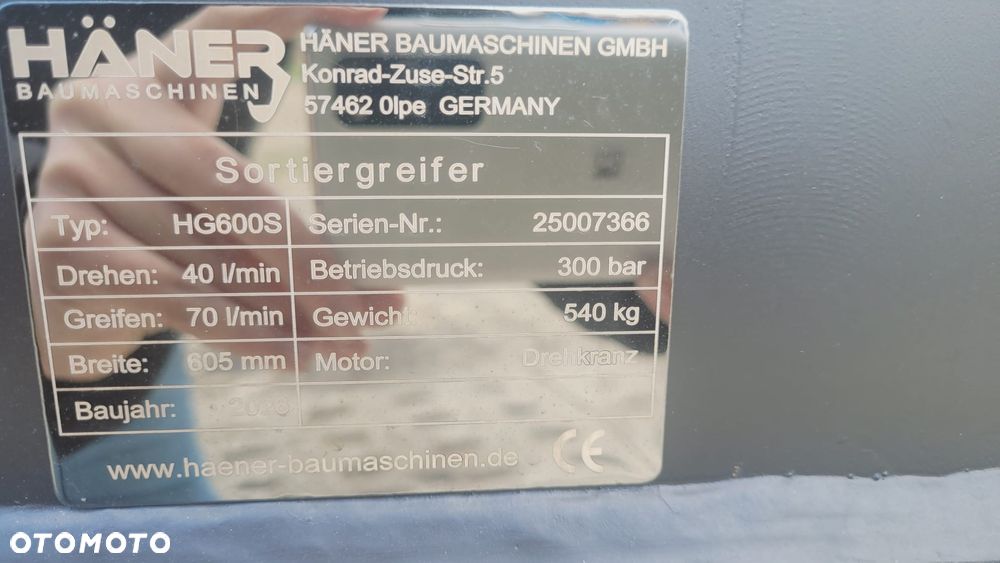 HÄNER
BAUMASCHINEN
HÄNER BAUMASCHINEN GMBH
Konrad-Zuse-Str.5
57462 Olpe GERMANY
Sortiergreifer
Typ: HG600S Serien-Nr.: 25007366
Drehen: 40 l/min Betriebsdruck: 300 bar
Greifen: 70 l/min Gewicht: 540 kg
Breite: 605 mm Motor: Drehkranz
Baujahr:
www.haener-baumaschinen.de CE
OTOMOTO